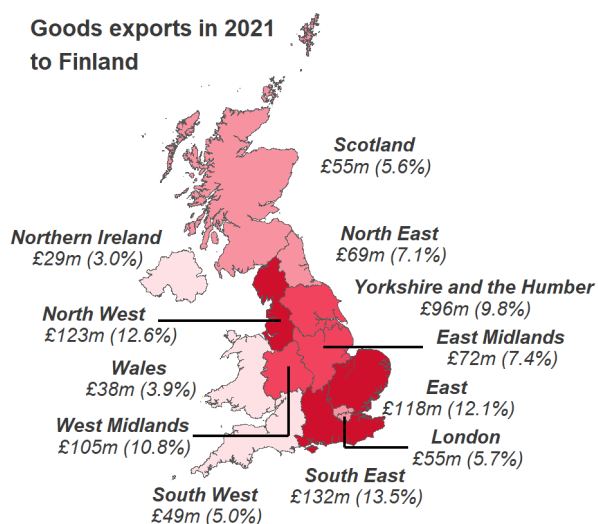 Goods exports in 2021
to Finland
Scotland
£55m (5.6%)
Northern Ireland
£29m (3.0%)
North East
£69m (7.1%)
Yorkshire and the Humber
£96m (9.8%)
North West
£123m (12.6%)
East Midlands
£72m (7.4%)
Wales
£38m (3.9%)
East
£118m (12.1%)
West Midlands
£105m (10.8%)
London
£55m (5.7%)
South East
£132m (13.5%)
South West
£49m (5.0%)